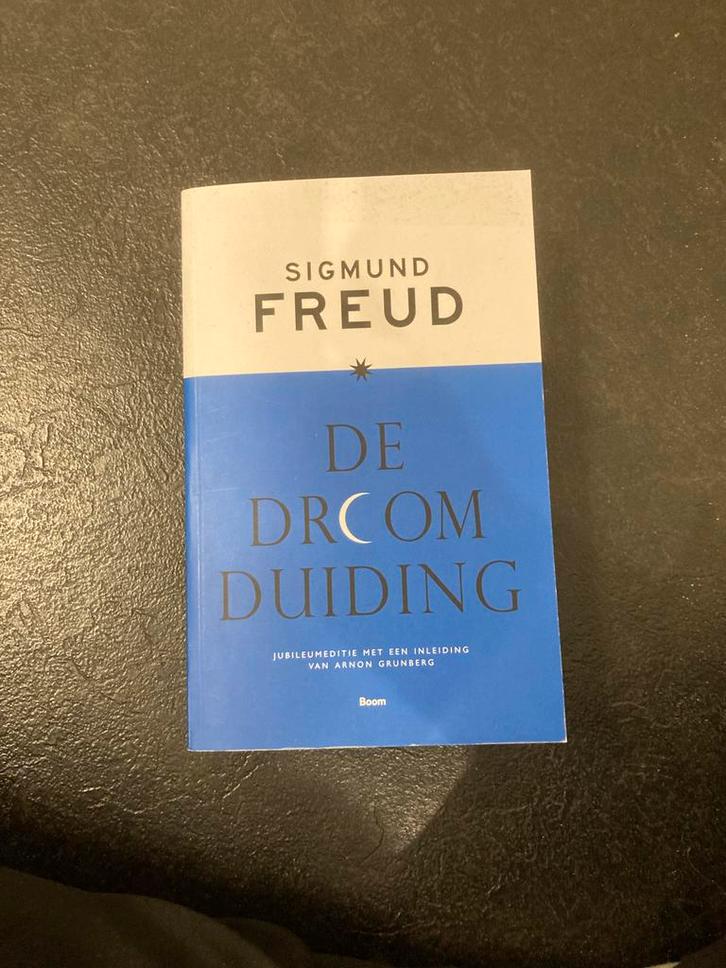 SIGMUND
FREUD
DE
DROOM
DUIDING
JUBILEUMEDITIE MET EEN INLEIDING
VAN ARNON GRUNBERG
Boom